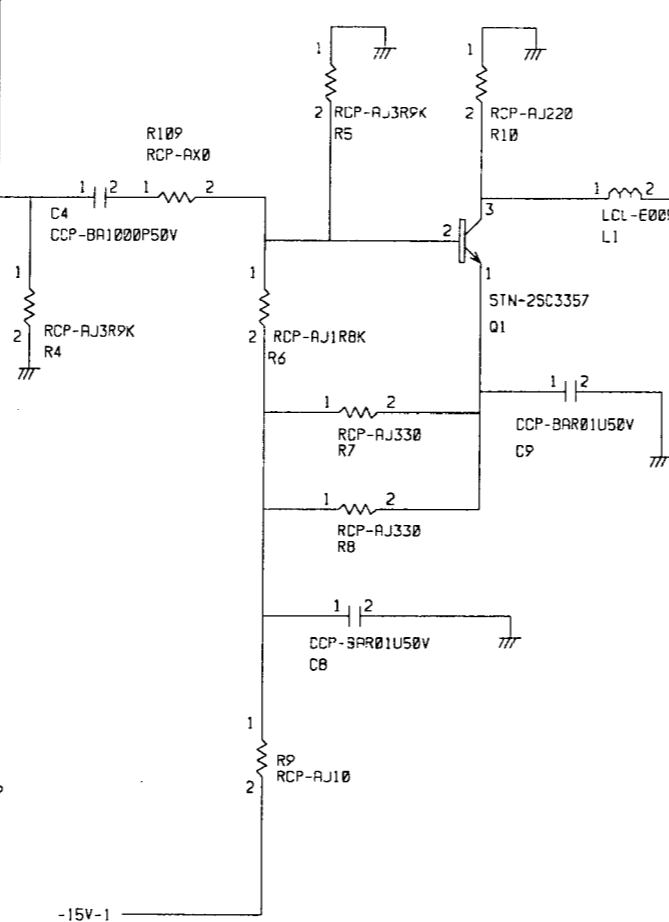 1
1
2 RCP-AJ3R9K
R5
2 RCP-AJ220
R10
R109
RCP-AX0
1 2 1 2
C4
CCP-BA1000P50V
3
1 2
L1
2
1
1
STN-2SC3357
Q1
1
2 RCP-AJ3R9K
R4
2 RCP-AJ1R8K
R6
1 2
CCP-BAR01U50V
C9
1 2
RCP-AJ330
R7
1 2
RCP-AJ330
R8
1 2
CCP-BAR01U50V
C8
1
R9
RCP-AJ10
2
-15V-1